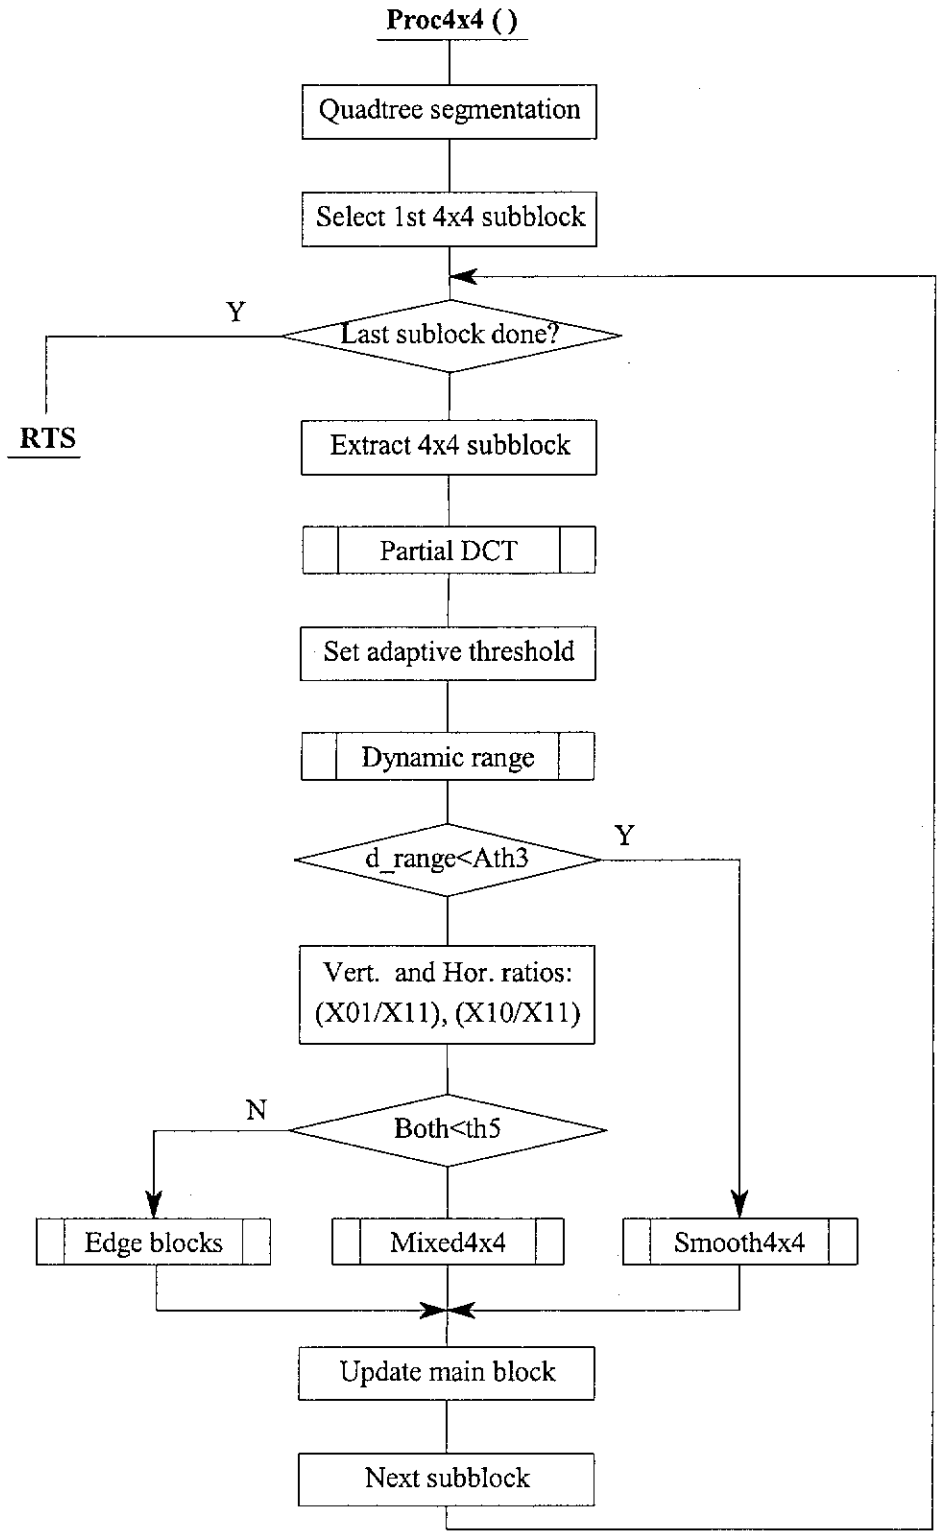 Proc4x4 ( )
Quadtree segmentation
Select 1st 4x4 subblock
Y
Last sublock done?
RTS
Extract 4x4 subblock
Partial DCT
Set adaptive threshold
Dynamic range
Y
d_range<Ath3
Vert. and Hor. ratios:
(X01/X11), (X10/X11)
N
Both<th5
Edge blocks
Mixed4x4
Smooth4x4
Update main block
Next subblock